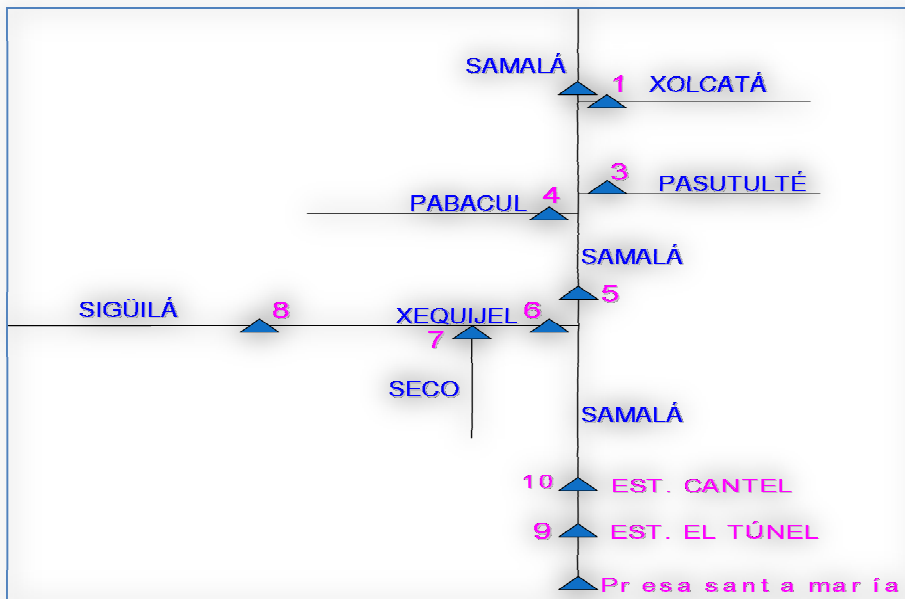 SAMALÁ
1 XOLCATÁ
3
PASUTULTÉ
4
PABACUL
SAMALÁ
5
SIGÜILÁ
8
XEQUIJEL 6
7
SECO
SAMALÁ
10 EST. CANTEL
9 EST. EL TÚNEL
Presa santa maría